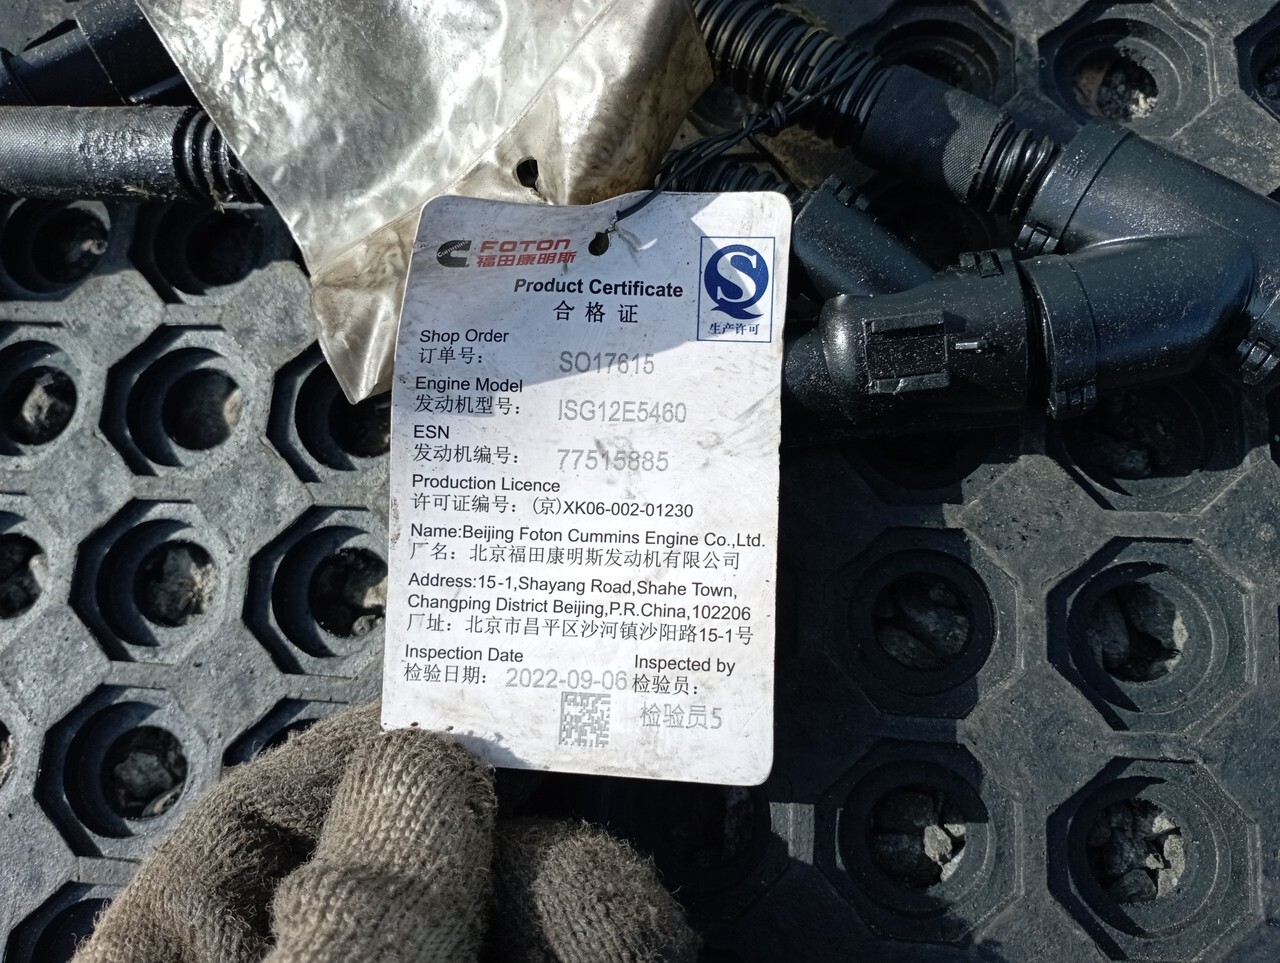 Cummins
FOTON
福田康明斯
Product Certificate
合格证
生产许可
Shop Order
订单号： SO17615
Engine Model
发动机型号： ISG12E5460
ESN
发动机编号： 77515885
Production Licence
许可证编号：(京)XK06-002-01230
Name:Beijing Foton Cummins Engine Co.,Ltd.
厂名：北京福田康明斯发动机有限公司
Address:15-1,Shayang Road,Shahe Town,
Changping District Beijing,P.R.China,102206
厂址：北京市昌平区沙河镇沙阳路15-1号
Inspection Date Inspected by
检验日期： 2022-09-06 检验员：
检验员5